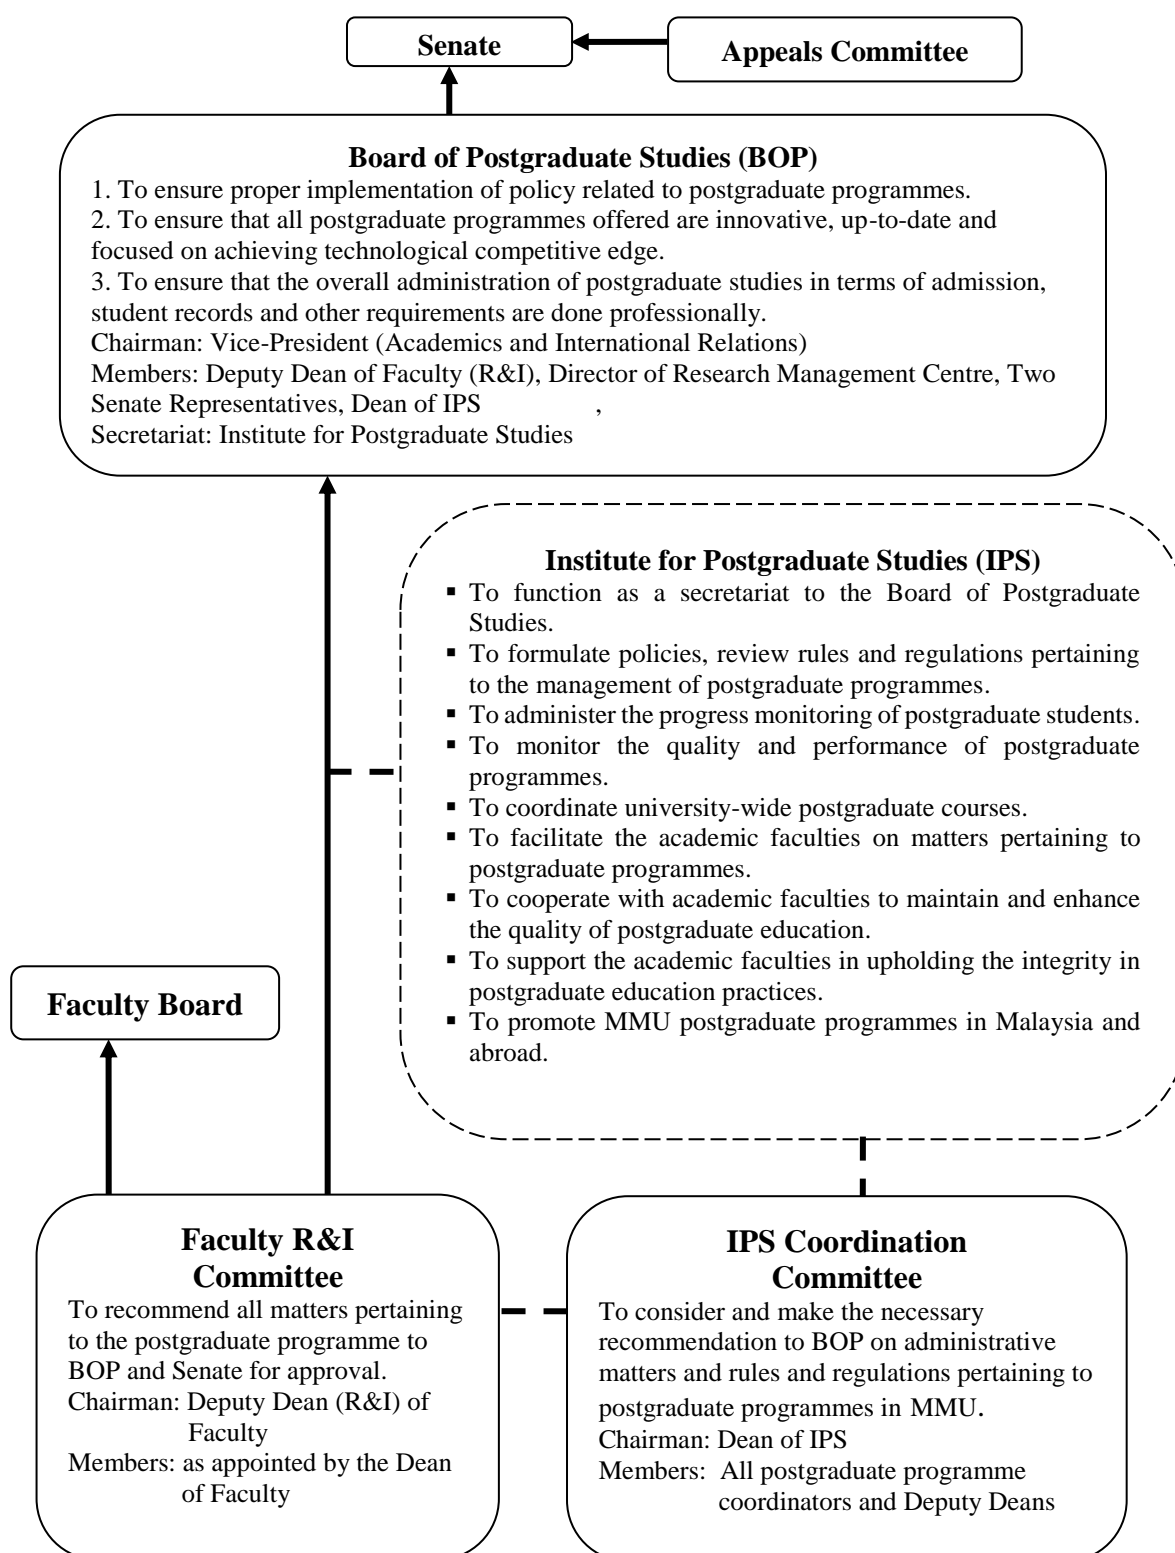 Senate
Appeals Committee
Board of Postgraduate Studies (BOP)
1. To ensure proper implementation of policy related to postgraduate programmes.
2. To ensure that all postgraduate programmes offered are innovative, up-to-date and
focused on achieving technological competitive edge.
3. To ensure that the overall administration of postgraduate studies in terms of admission,
student records and other requirements are done professionally.
Chairman: Vice-President (Academics and International Relations)
Members: Deputy Dean of Faculty (R&I), Director of Research Management Centre, Two
Senate Representatives, Dean of IPS ,
Secretariat: Institute for Postgraduate Studies
Institute for Postgraduate Studies (IPS)
▪ To function as a secretariat to the Board of Postgraduate
Studies.
▪ To formulate policies, review rules and regulations pertaining
to the management of postgraduate programmes.
▪ To administer the progress monitoring of postgraduate students.
▪ To monitor the quality and performance of postgraduate
programmes.
▪ To coordinate university-wide postgraduate courses.
▪ To facilitate the academic faculties on matters pertaining to
postgraduate programmes.
▪ To cooperate with academic faculties to maintain and enhance
the quality of postgraduate education.
▪ To support the academic faculties in upholding the integrity in
postgraduate education practices.
▪ To promote MMU postgraduate programmes in Malaysia and
abroad.
Faculty Board
Faculty R&I
Committee
To recommend all matters pertaining
to the postgraduate programme to
BOP and Senate for approval.
Chairman: Deputy Dean (R&I) of
Faculty
Members: as appointed by the Dean
of Faculty
IPS Coordination
Committee
To consider and make the necessary
recommendation to BOP on administrative
matters and rules and regulations pertaining to
postgraduate programmes in MMU.
Chairman: Dean of IPS
Members: All postgraduate programme
coordinators and Deputy Deans